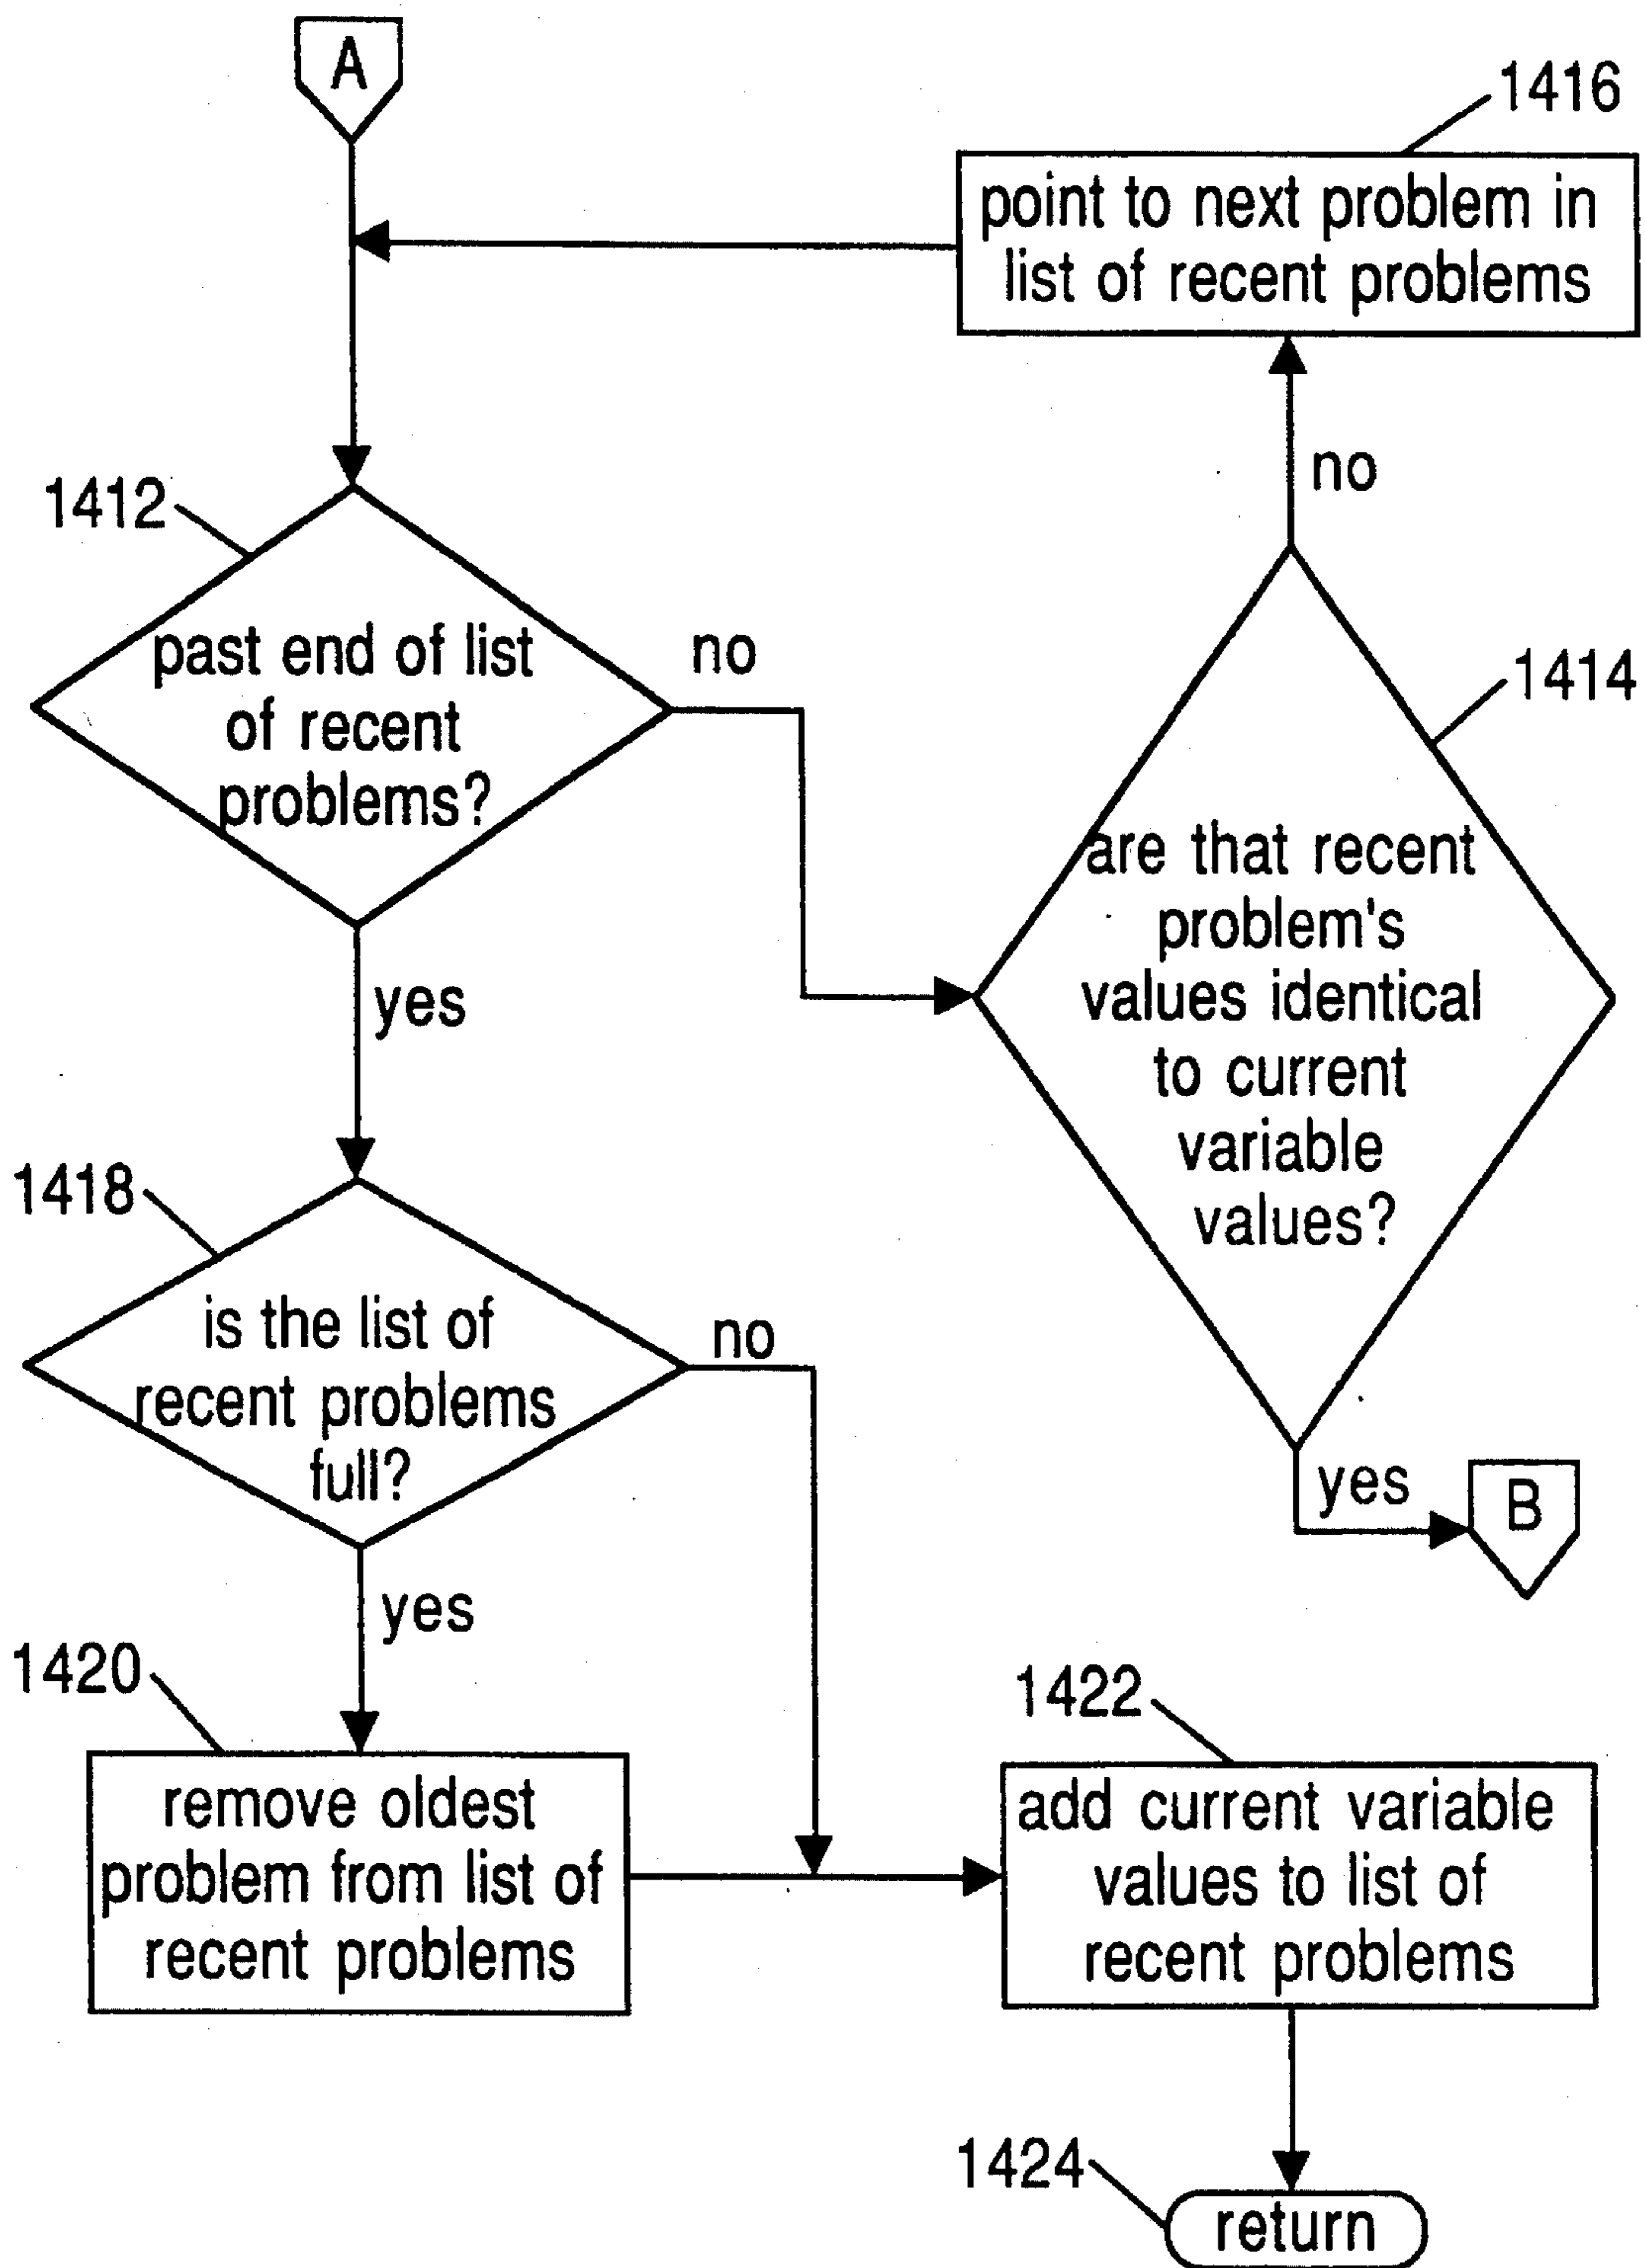 A
1416
point to next problem in
list of recent problems
no
1412
past end of list
of recent
problems?
no
1414
are that recent
problem's
values identical
to current
variable
values?
yes
1418
is the list of
recent problems
full?
no
yes
B
yes
1420
remove oldest
problem from list of
recent problems
1422
add current variable
values to list of
recent problems
1424
return